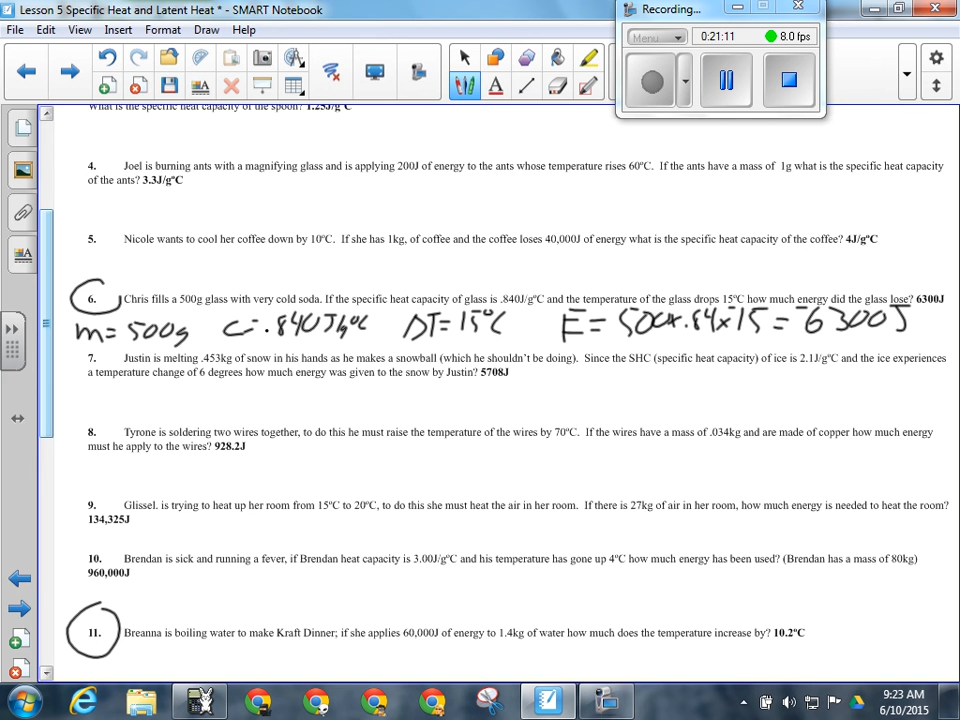 Lesson 5 Specific Heat and Latent Heat * - SMART Notebook
Recording...
File Edit View Insert Format Draw Help
Menu
0:21:11
8.0 fps
What is the specific heat capacity of the spoon? 1.25J/gºC
4. Joel is burning ants with a magnifying glass and is applying 200J of energy to the ants whose temperature rises 60ºC. If the ants have a mass of 1g what is the specific heat capacity
of the ants? 3.3J/gºC
5. Nicole wants to cool her coffee down by 10ºC. If she has 1kg, of coffee and the coffee loses 40,000J of energy what is the specific heat capacity of the coffee? 4J/gºC
6. Chris fills a 500g glass with very cold soda. If the specific heat capacity of glass is .840J/gºC and the temperature of the glass drops 15ºC how much energy did the glass lose? 6300J
m= 500g C=.840J/gºC ΔT=15ºC E= 500x.84x-15 = -6300J
7. Justin is melting .453kg of snow in his hands as he makes a snowball (which he shouldn't be doing). Since the SHC (specific heat capacity) of ice is 2.1J/gºC and the ice experiences
a temperature change of 6 degrees how much energy was given to the snow by Justin? 5708J
8. Tyrone is soldering two wires together, to do this he must raise the temperature of the wires by 70ºC. If the wires have a mass of .034kg and are made of copper how much energy
must he apply to the wires? 928.2J
9. Glissel. is trying to heat up her room from 15ºC to 20ºC, to do this she must heat the air in her room. If there is 27kg of air in her room, how much energy is needed to heat the room?
134,325J
10. Brendan is sick and running a fever, if Brendan heat capacity is 3.00J/gºC and his temperature has gone up 4ºC how much energy has been used? (Brendan has a mass of 80kg)
960,000J
11. Breanna is boiling water to make Kraft Dinner; if she applies 60,000J of energy to 1.4kg of water how much does the temperature increase by? 10.2ºC
9:23 AM
6/10/2015